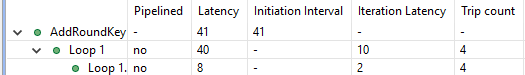 Pipelined Latency Initiation Interval Iteration Latency Trip count
AddRoundKey - 41 41 - -
Loop 1 no 40 - 10 4
Loop 1. no 8 - 2 4